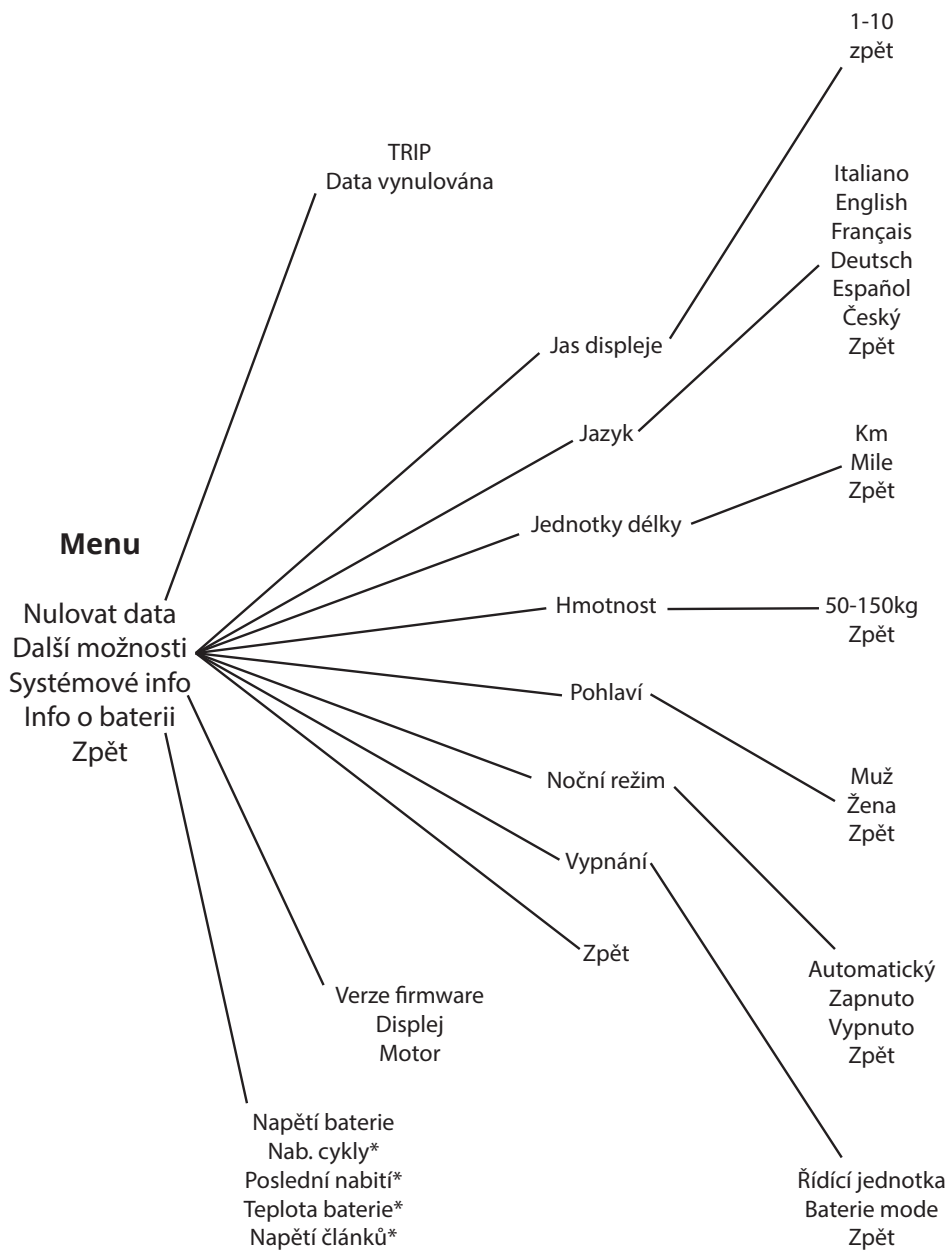 Menu
Nulovat data
Další možnosti
Systémové info
Info o baterii
Zpět
TRIP
Data vynulována
Jas displeje
1-10
zpět
Jazyk
Italiano
English
Français
Deutsch
Español
Český
Zpět
Jednotky délky
Km
Mile
Zpět
Hmotnost
50-150kg
Zpět
Pohlaví
Muž
Žena
Zpět
Noční režim
Automatický
Zapnuto
Vypnuto
Zpět
Vypnání
Řídící jednotka
Baterie mode
Zpět
Zpět
Verze firmware
Displej
Motor
Napětí baterie
Nab. cykly*
Poslední nabití*
Teplota baterie*
Napětí článků*